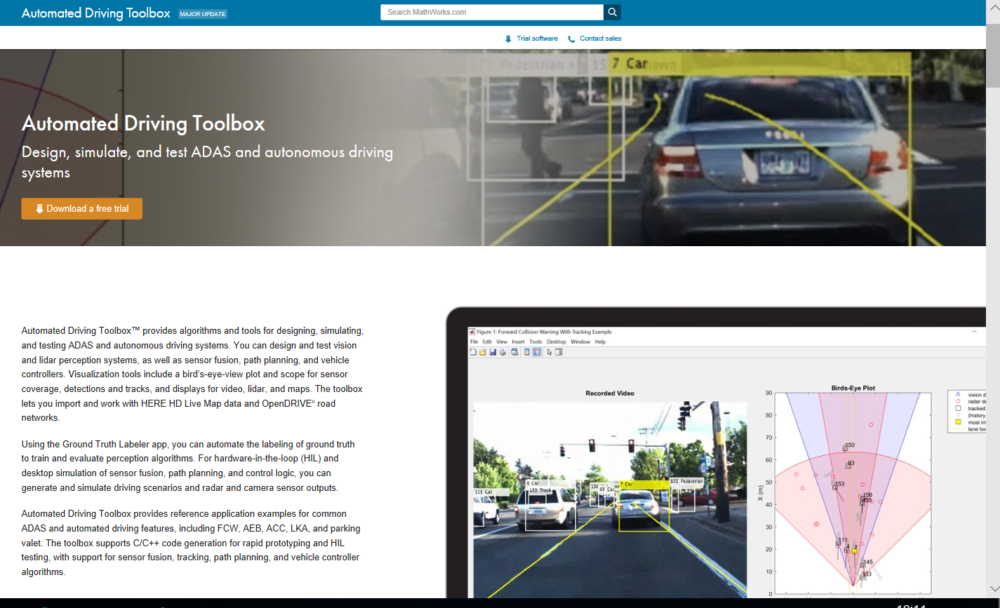 Automated Driving Toolbox MAJOR UPDATE
Search MathWorks.com
Trial software Contact sales
172 Pedestrian
7 Car
Automated Driving Toolbox
Design, simulate, and test ADAS and autonomous driving
systems
Download a free trial
Automated Driving Toolbox™ provides algorithms and tools for designing, simulating,
and testing ADAS and autonomous driving systems. You can design and test vision
and lidar perception systems, as well as sensor fusion, path planning, and vehicle
controllers. Visualization tools include a bird's-eye-view plot and scope for sensor
coverage, detections and tracks, and displays for video, lidar, and maps. The toolbox
lets you import and work with HERE HD Live Map data and OpenDRIVE® road
networks.
Using the Ground Truth Labeler app, you can automate the labeling of ground truth
to train and evaluate perception algorithms. For hardware-in-the-loop (HIL) and
desktop simulation of sensor fusion, path planning, and control logic, you can
generate and simulate driving scenarios and radar and camera sensor outputs.
Automated Driving Toolbox provides reference application examples for common
ADAS and automated driving features, including FCW, AEB, ACC, LKA, and parking
valet. The toolbox supports C/C++ code generation for rapid prototyping and HIL
testing, with support for sensor fusion, tracking, path planning, and vehicle controller
algorithms.
Figure 1: Forward Collision Warning With Tracking Example
File Edit View Insert Tools Desktop Window Help
Recorded Video
4 Car
153 Truck
111 Car
150
83 Car
7 Car
155 Pedestrian
Birds-Eye Plot
X (m)
90
80
70
60
50
40
30
20
10
0
150
83
153
156
155
111
4
7
145
133
vision d
radar de
tracked
(history
most im
lane bou